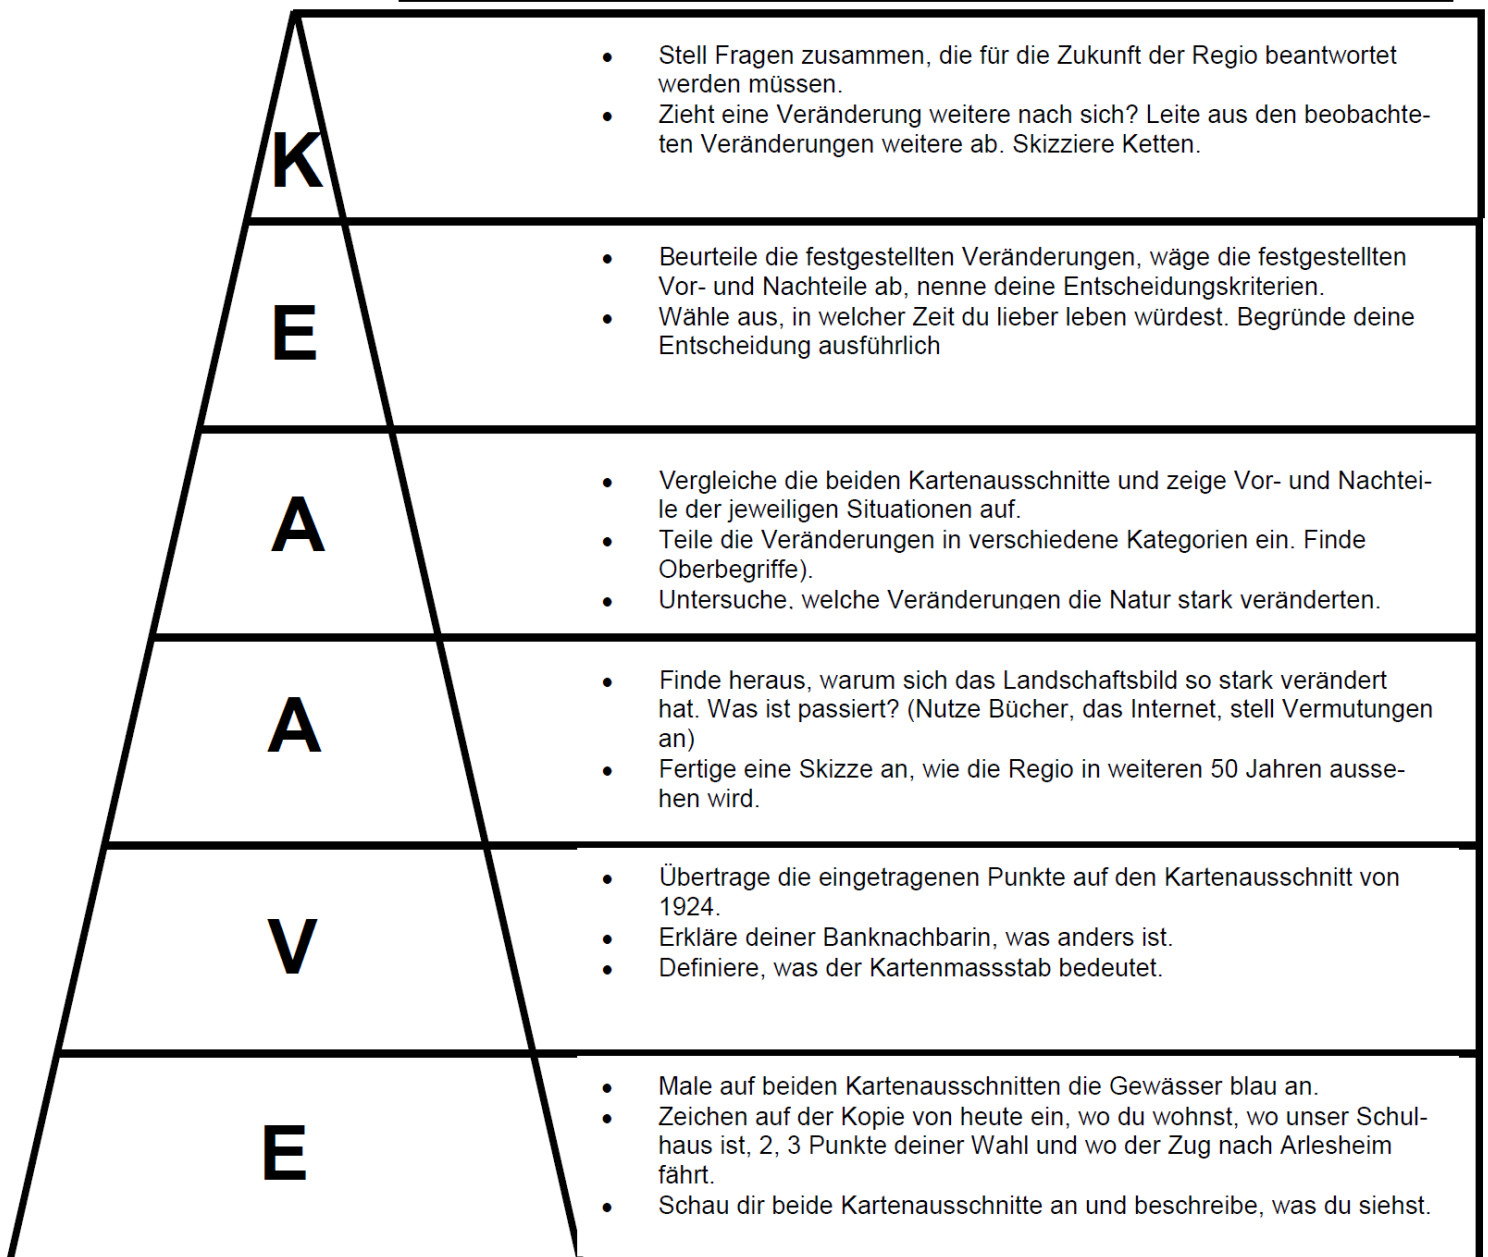 K
• Stell Fragen zusammen, die für die Zukunft der Regio beantwortet
werden müssen.
• Zieht eine Veränderung weitere nach sich? Leite aus den beobachte-
ten Veränderungen weitere ab. Skizziere Ketten.
E
• Beurteile die festgestellten Veränderungen, wäge die festgestellten
Vor- und Nachteile ab, nenne deine Entscheidungskriterien.
• Wähle aus, in welcher Zeit du lieber leben würdest. Begründe deine
Entscheidung ausführlich
A
• Vergleiche die beiden Kartenausschnitte und zeige Vor- und Nachtei-
le der jeweiligen Situationen auf.
• Teile die Veränderungen in verschiedene Kategorien ein. Finde
Oberbegriffe).
• Untersuche, welche Veränderungen die Natur stark veränderten.
A
• Finde heraus, warum sich das Landschaftsbild so stark verändert
hat. Was ist passiert? (Nutze Bücher, das Internet, stell Vermutungen
an)
• Fertige eine Skizze an, wie die Regio in weiteren 50 Jahren ausse-
hen wird.
V
• Übertrage die eingetragenen Punkte auf den Kartenausschnitt von
1924.
• Erkläre deiner Banknachbarin, was anders ist.
• Definiere, was der Kartenmassstab bedeutet.
E
• Male auf beiden Kartenausschnitten die Gewässer blau an.
• Zeichen auf der Kopie von heute ein, wo du wohnst, wo unser Schul-
haus ist, 2, 3 Punkte deiner Wahl und wo der Zug nach Arlesheim
fährt.
• Schau dir beide Kartenausschnitte an und beschreibe, was du siehst.